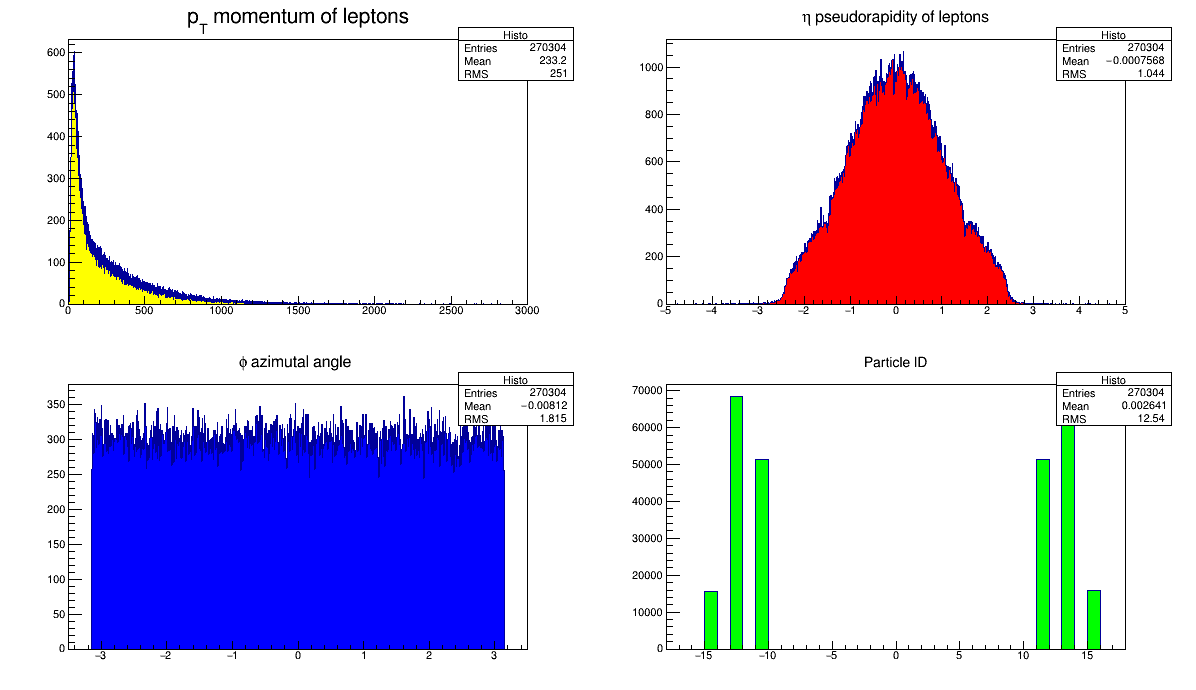 p_T momentum of leptons
Histo
Entries 270304
Mean 233.2
RMS 251
600
500
400
300
200
100
0
0 500 1000 1500 2000 2500 3000
η pseudorapidity of leptons
Histo
Entries 270304
Mean −0.0007568
RMS 1.044
1000
800
600
400
200
0
−5 −4 −3 −2 −1 0 1 2 3 4 5
ϕ azimutal angle
Histo
Entries 270304
Mean −0.00812
RMS 1.815
350
300
250
200
150
100
50
0
−3 −2 −1 0 1 2 3
Particle ID
Histo
Entries 270304
Mean 0.002641
RMS 12.54
70000
60000
50000
40000
30000
20000
10000
0
−15 −10 −5 0 5 10 15